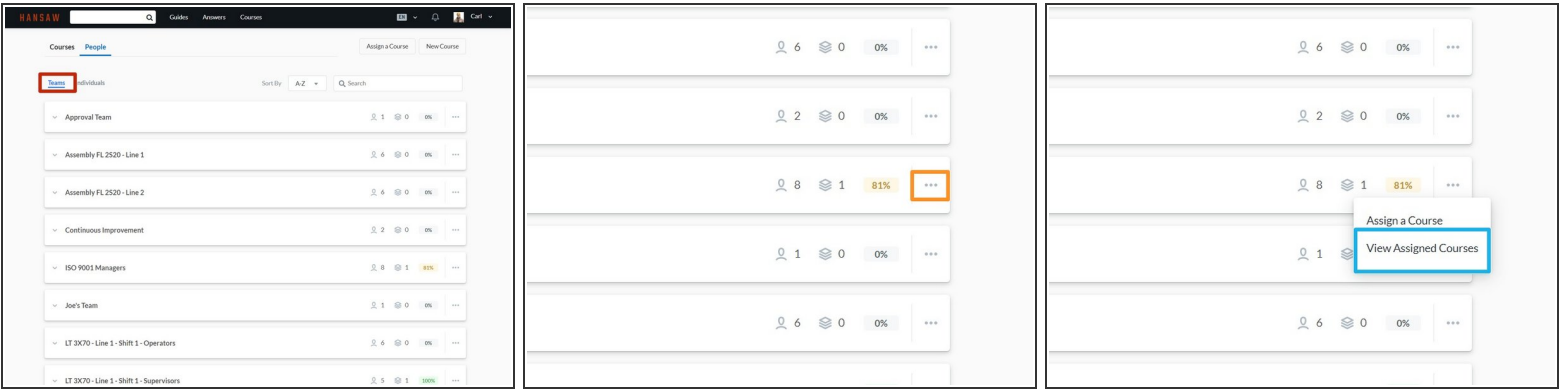 HANSAW Guides Answers Courses EN Carl
Courses People Assign a Course New Course
Teams ndividuals Sort By A-Z Search
Approval Team 1 0 0%
Assembly FL 2S20 - Line 1 6 0 0%
Assembly FL 2S20 - Line 2 6 0 0%
Continuous Improvement 2 0 0%
ISO 9001 Managers 8 1 81%
Joe's Team 1 0 0%
LT 3X70 - Line 1 - Shift 1 - Operators 6 0 0%
LT 3X70 - Line 1 - Shift 1 - Supervisors 5 1 100%
6 0 0%
2 0 0%
8 1 81%
1 0 0%
6 0 0%
6 0 0%
2 0 0%
8 1 81%
Assign a Course
View Assigned Courses
1
6 0 0%